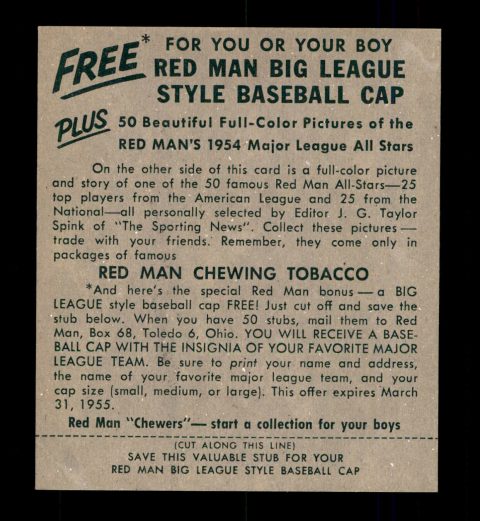 FREE* FOR YOU OR YOUR BOY
RED MAN BIG LEAGUE
STYLE BASEBALL CAP
PLUS 50 Beautiful Full-Color Pictures of the
RED MAN'S 1954 Major League All Stars
On the other side of this card is a full-color picture
and story of one of the 50 famous Red Man All-Stars—25
top players from the American League and 25 from the
National—all personally selected by Editor J. G. Taylor
Spink of "The Sporting News". Collect these pictures—
trade with your friends. Remember, they come only in
packages of famous
RED MAN CHEWING TOBACCO
*And here's the special Red Man bonus—a BIG
LEAGUE style baseball cap FREE! Just cut off and save the
stub below. When you have 50 stubs, mail them to Red
Man, Box 68, Toledo 6, Ohio. YOU WILL RECEIVE A BASE-
BALL CAP WITH THE INSIGNIA OF YOUR FAVORITE MAJOR
LEAGUE TEAM. Be sure to print your name and address,
the name of your favorite major league team, and your
cap size (small, medium, or large). This offer expires March
31, 1955.
Red Man "Chewers"—start a collection for your boys
(CUT ALONG THIS LINE)
SAVE THIS VALUABLE STUB FOR YOUR
RED MAN BIG LEAGUE STYLE BASEBALL CAP